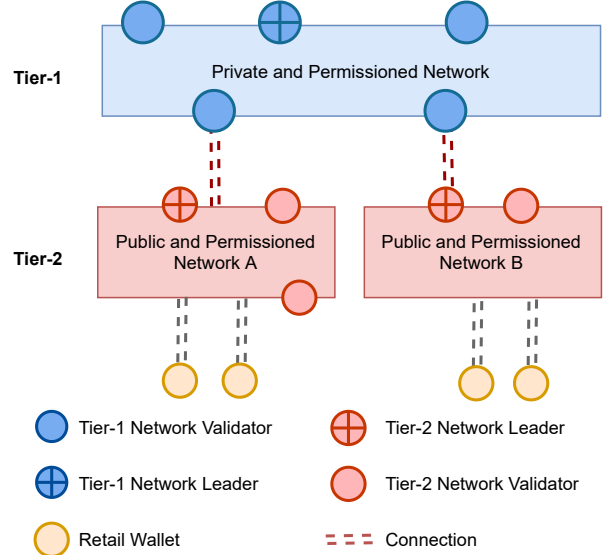 Tier-1
Private and Permissioned Network
Tier-2
Public and Permissioned
Network A
Public and Permissioned
Network B
Tier-1 Network Validator
Tier-2 Network Leader
Tier-1 Network Leader
Tier-2 Network Validator
Retail Wallet
Connection